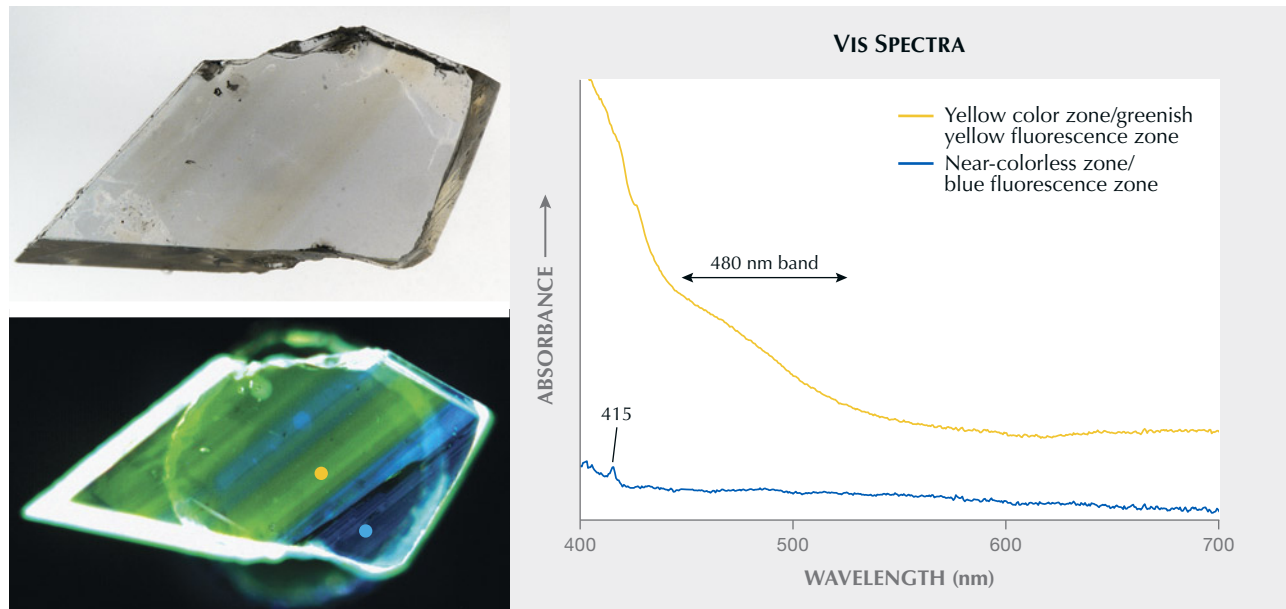 VIS SPECTRA
Yellow color zone/greenish
yellow fluorescence zone
Near-colorless zone/
blue fluorescence zone
480 nm band
415
ABSORBANCE
400
500
600
700
WAVELENGTH (nm)